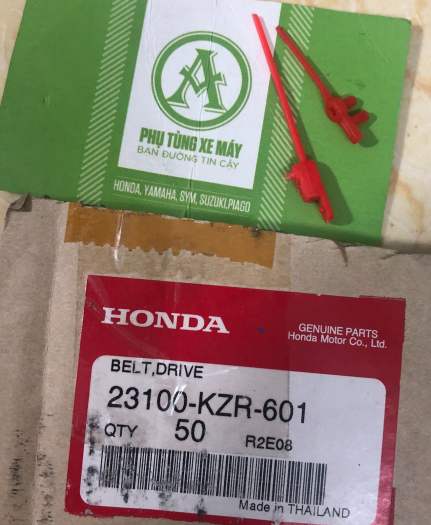 A
PHỤ TÙNG XE MÁY
BẠN ĐƯỜNG TIN CẬY
HONDA, YAMAHA, SYM, SUZUKI,PIAGO
HONDA
GENUINE PARTS
Honda Motor Co., Ltd.
BELT,DRIVE
23100-KZR-601
QTY 50 R2E08
Made in THAILAND